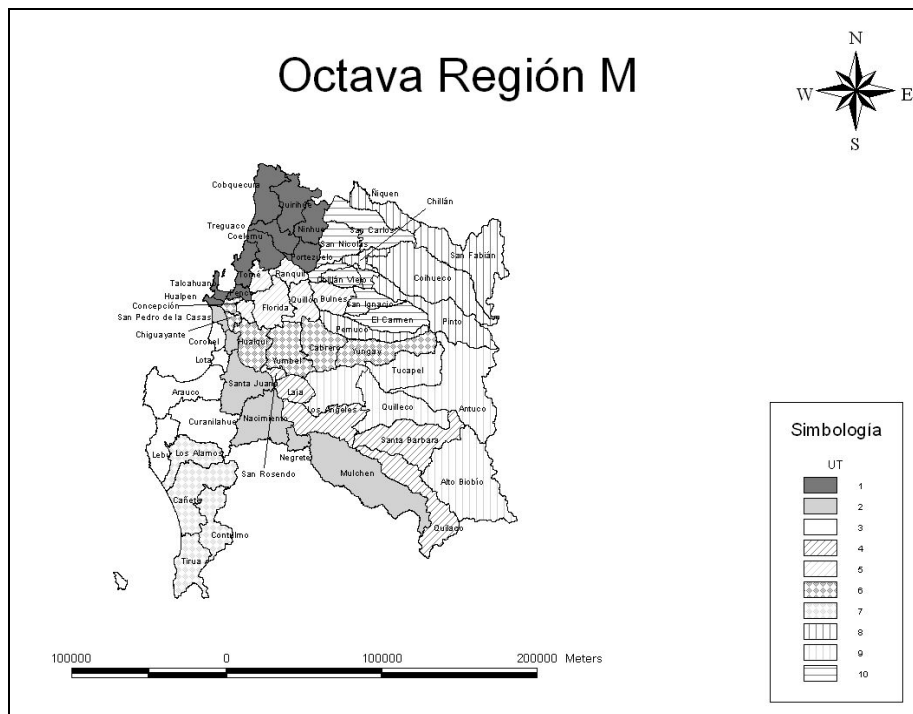 Octava Región M
N
W
E
S
Ñiquen
Cobquecura
Chillán
Quirihue
Treguaco
Ninhue
San Carlos
Coelemu
San Nicolás
Portezuelo
San Fabián
Coihueco
Tomé
Ranquil
Chillán Viejo
Talcahuano
Hualpen
Penco
Quillón
Bulnes
San Ignacio
Concepción
Florida
San Pedro de la Casas
El Carmen
Pinto
Chiguayante
Pemuco
Coronel
Hualqui
Cabrero
Yungay
Lota
Yumbel
Tucapel
Santa Juana
Arauco
Laja
Quilleco
Antuco
Los Angeles
Curanilahue
Nacimiento
Santa Barbara
Lebu
Los Alamos
Negrete
San Rosendo
Mulchen
Alto Biobío
Cañete
Quilaco
Contulmo
Tirua
Simbología
UT
1
2
3
4
5
6
7
8
9
10
100000 0 100000 200000 Meters